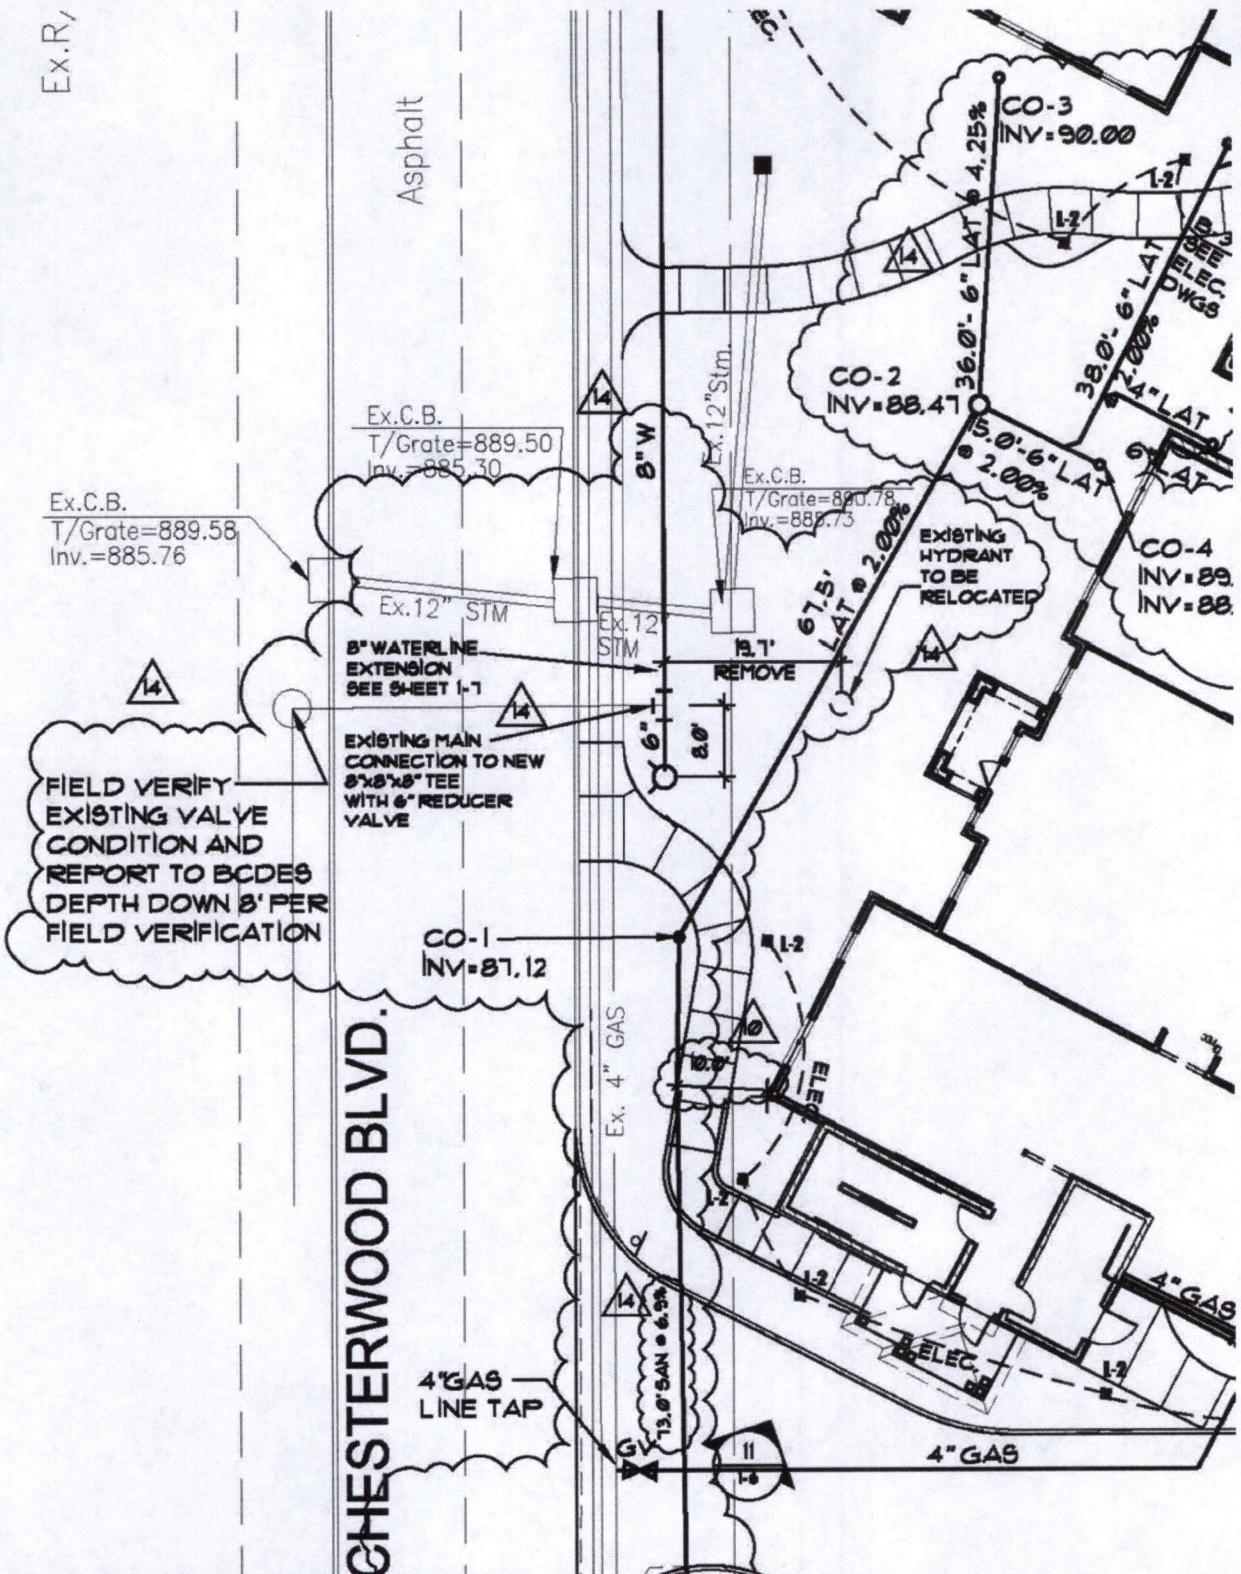 Ex.R/
Asphalt
EC.
CO-3
INV=90.00
36.0'- 6" LAT @ 4.25%
L-2
L-2
14
SEE
ELEC.
DWGS
38.0'- 6" LAT
@ 2.00%
4" LAT
CO-2
INV=88.47
15.0'-6" LAT
@ 2.00%
6"
LAT
14
8" W
Ex.12"Stm.
Ex.C.B.
T/Grate=889.50
Inv.=885.30
Ex.C.B.
T/Grate=890.78
Inv.=885.73
Ex.C.B.
T/Grate=889.58
Inv.=885.76
EXISTING
HYDRANT
TO BE
RELOCATED
CO-4
INV=89.
INV=88.
67.5'
LAT @ 2.00%
Ex.12" STM
Ex.12
STM
8" WATERLINE
EXTENSION
SEE SHEET 1-7
19.7'
REMOVE
14
14
14
6"
8.0'
EXISTING MAIN
CONNECTION TO NEW
8"x8"x8" TEE
WITH 6" REDUCER
VALVE
FIELD VERIFY
EXISTING VALVE
CONDITION AND
REPORT TO BCDES
DEPTH DOWN 8' PER
FIELD VERIFICATION
CO-1
INV=87.12
L-2
10
10.0'
ELEC.
Ex. 4" GAS
CHESTERWOOD BLVD.
L-2
L-2
14
73.0' SAN @ 6.9%
4" GAS
ELEC.
L-2
4"GAS
LINE TAP
GV
11
1-6
4" GAS